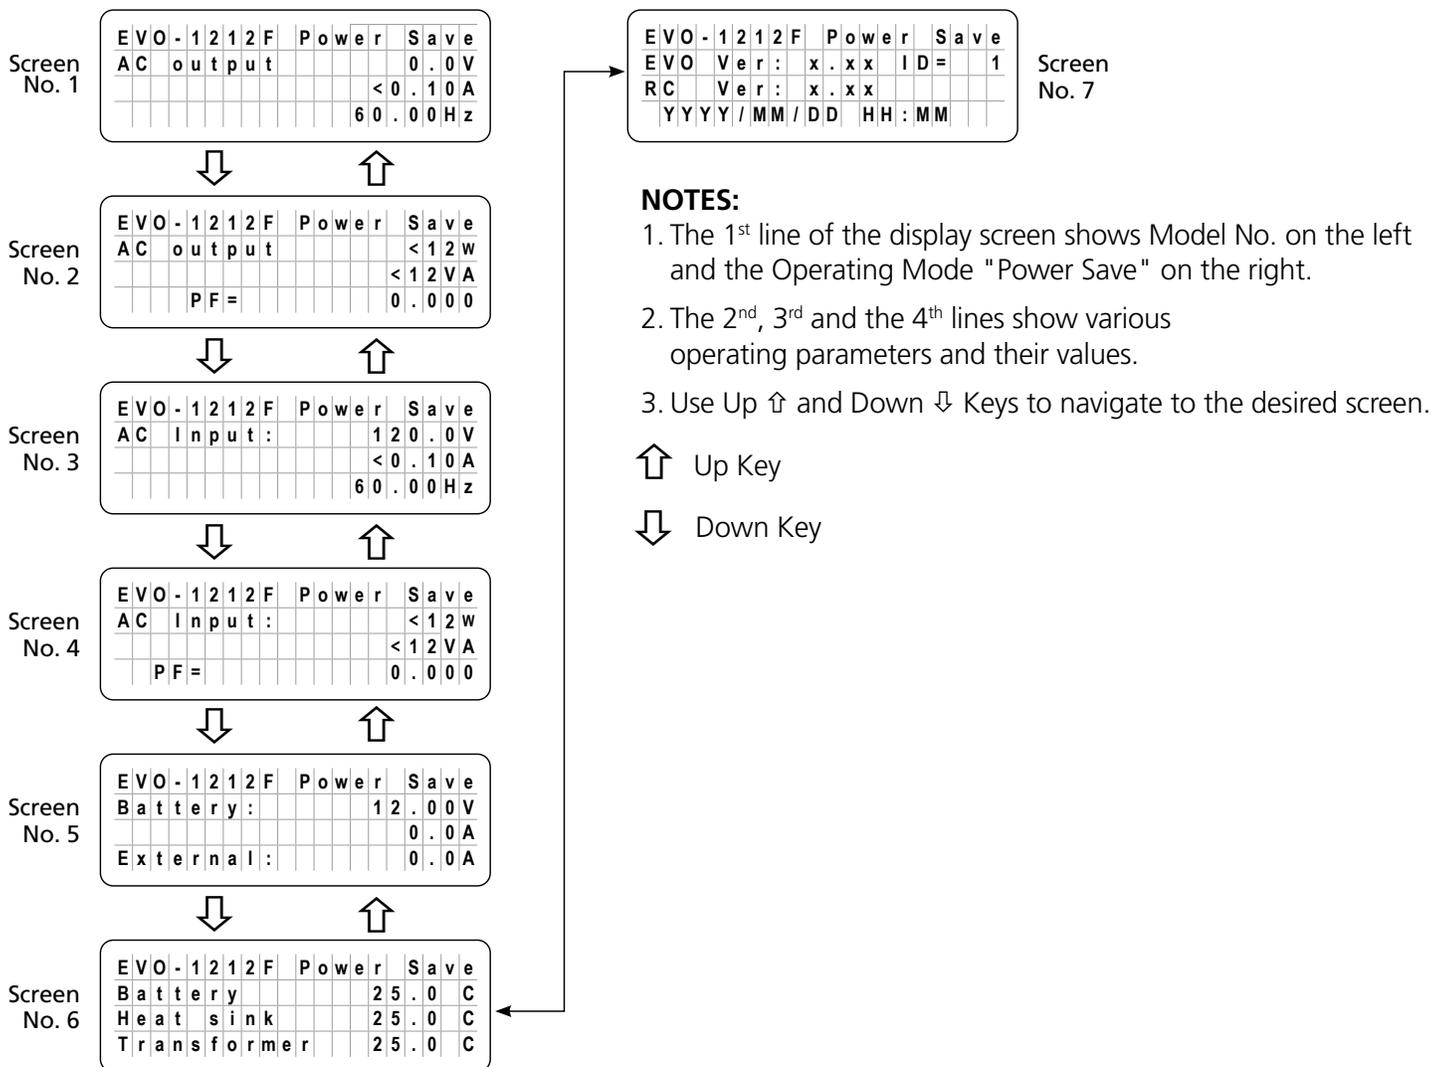 Screen No. 1
EVO-1212F Power Save
AC output 0.0V
<0.10A
60.00Hz
Screen No. 2
EVO-1212F Power Save
AC output <12W
<12VA
PF= 0.000
Screen No. 3
EVO-1212F Power Save
AC Input: 120.0V
<0.10A
60.00Hz
Screen No. 4
EVO-1212F Power Save
AC Input: <12W
<12VA
PF= 0.000
Screen No. 5
EVO-1212F Power Save
Battery: 12.00V
0.0A
External: 0.0A
Screen No. 6
EVO-1212F Power Save
Battery 25.0 C
Heat sink 25.0 C
Transformer 25.0 C
EVO-1212F Power Save
EVO Ver: x.xx ID= 1
RC Ver: x.xx
YYYY/MM/DD HH:MM
Screen No. 7
NOTES:
1. The 1st line of the display screen shows Model No. on the left
and the Operating Mode "Power Save" on the right.
2. The 2nd, 3rd and the 4th lines show various
operating parameters and their values.
3. Use Up ⇧ and Down ⇩ Keys to navigate to the desired screen.
⇧ Up Key
⇩ Down Key